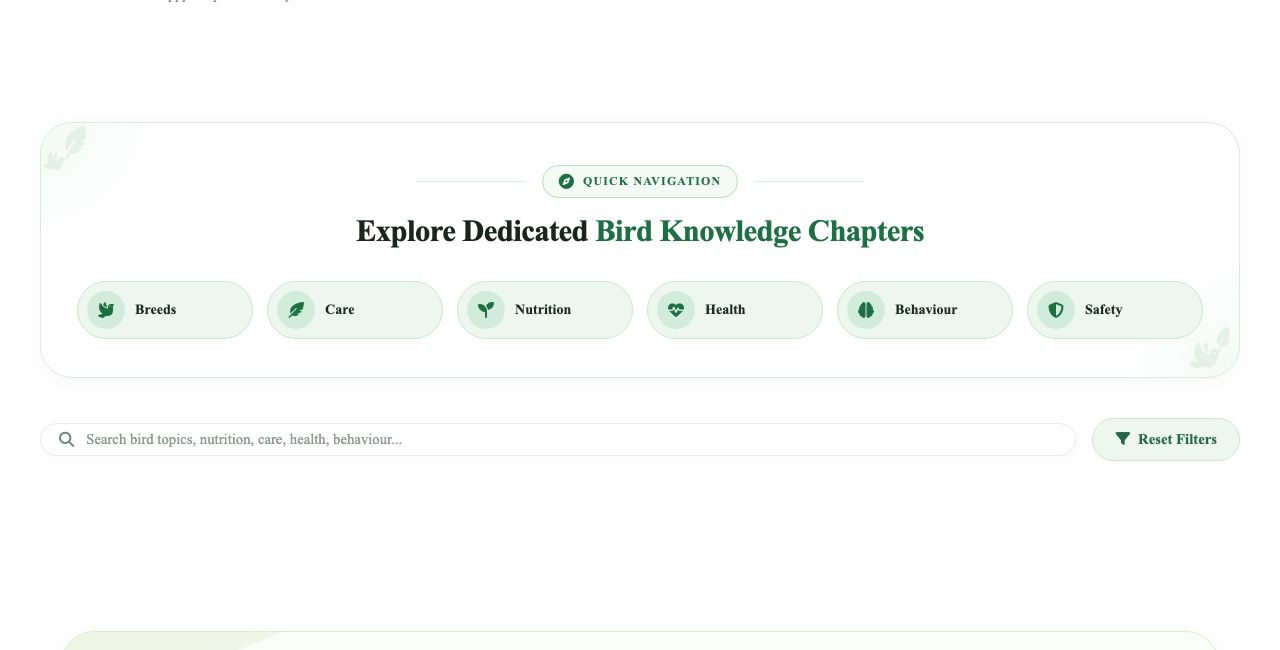 QUICK NAVIGATION
Explore Dedicated Bird Knowledge Chapters
Breeds
Care
Nutrition
Health
Behaviour
Safety
Search bird topics, nutrition, care, health, behaviour...
Reset Filters